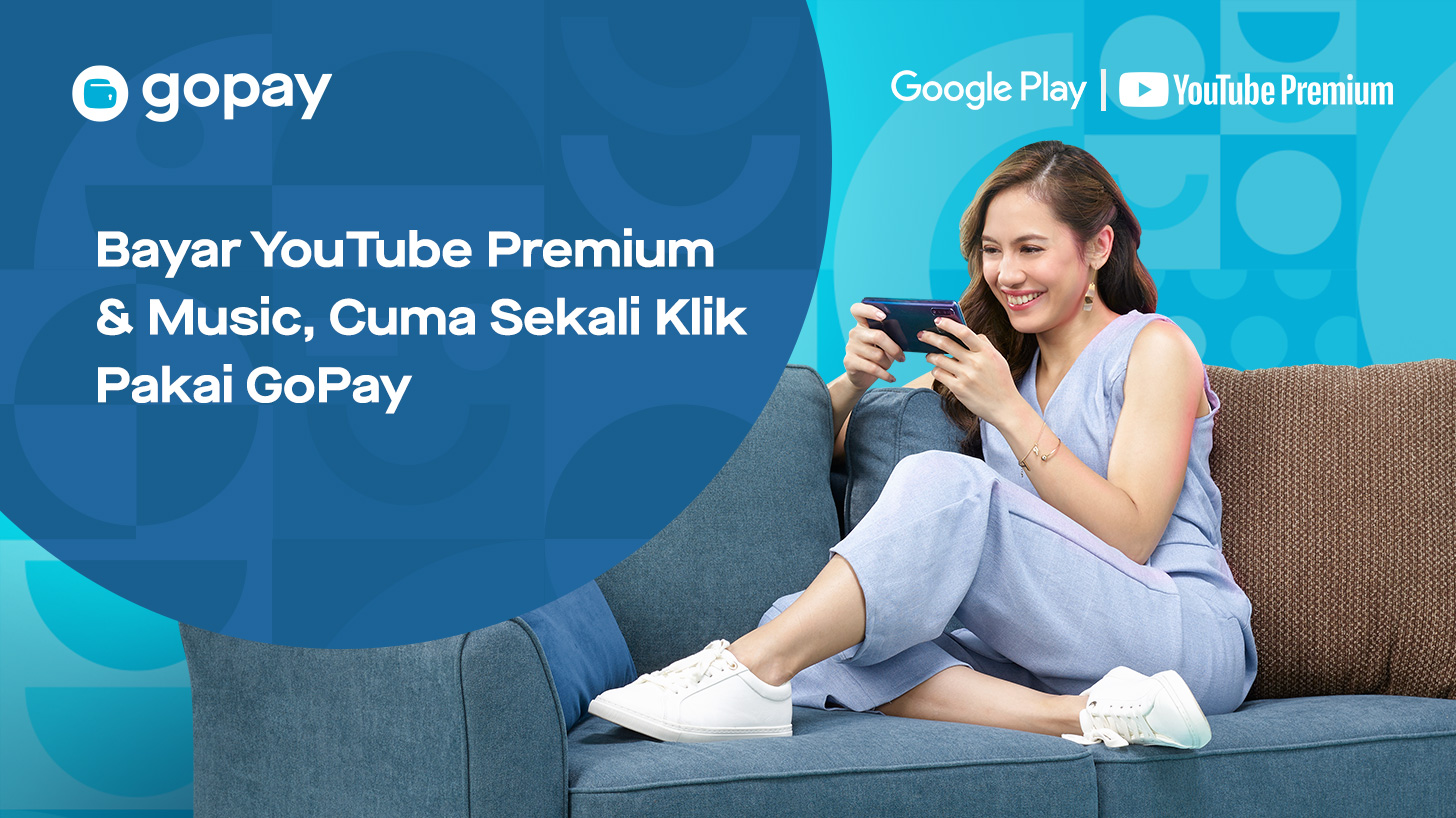 gopay
Google Play | YouTube Premium
Bayar YouTube Premium
& Music, Cuma Sekali Klik
Pakai GoPay